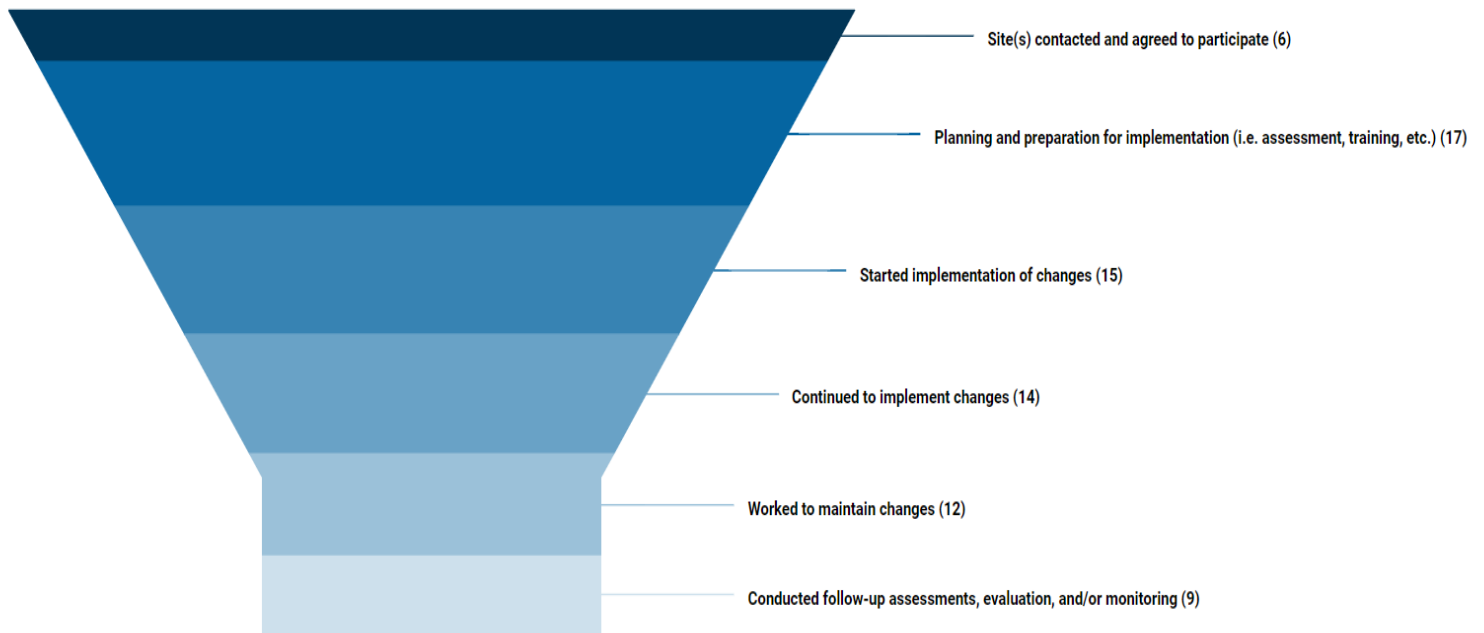 Site(s) contacted and agreed to participate (6)
Planning and preparation for implementation (i.e. assessment, training, etc.) (17)
Started implementation of changes (15)
Continued to implement changes (14)
Worked to maintain changes (12)
Conducted follow-up assessments, evaluation, and/or monitoring (9)